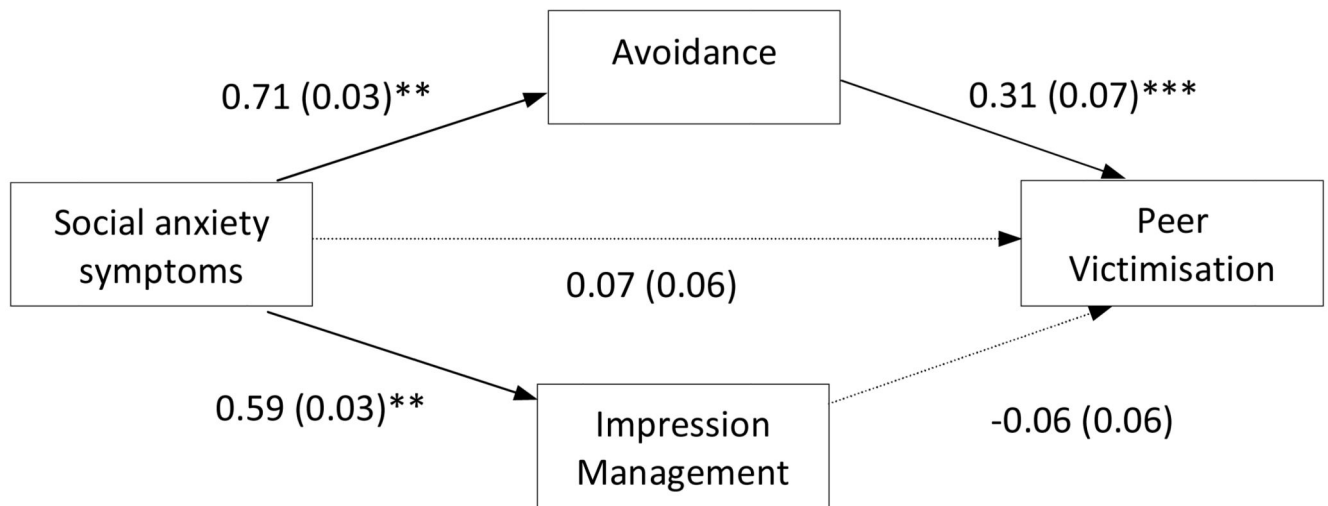 Avoidance
0.71 (0.03)**
0.31 (0.07)***
Social anxiety
symptoms
Peer
Victimisation
0.07 (0.06)
0.59 (0.03)**
Impression
Management
-0.06 (0.06)